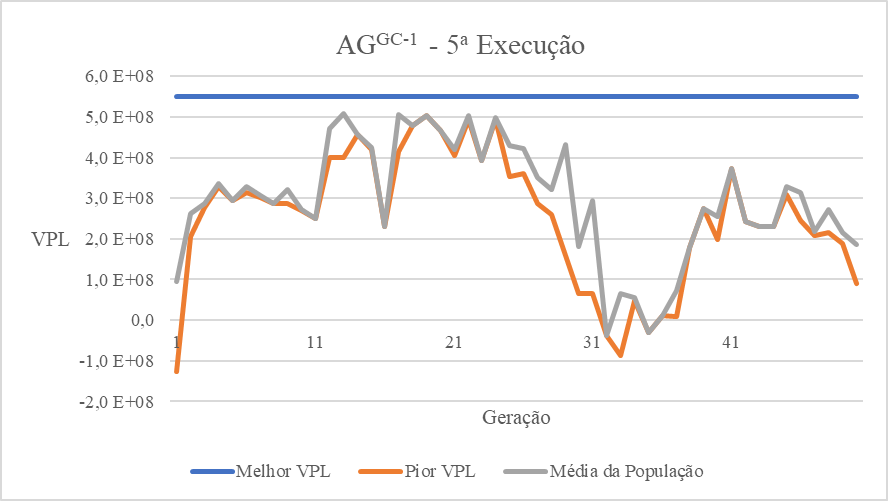 AGGC-1 - 5ª Execução
6,0 E+08
5,0 E+08
4,0 E+08
3,0 E+08
VPL
2,0 E+08
1,0 E+08
0,0
1 11 21 31 41
-1,0 E+08
-2,0 E+08
Geração
Melhor VPL Pior VPL Média da População